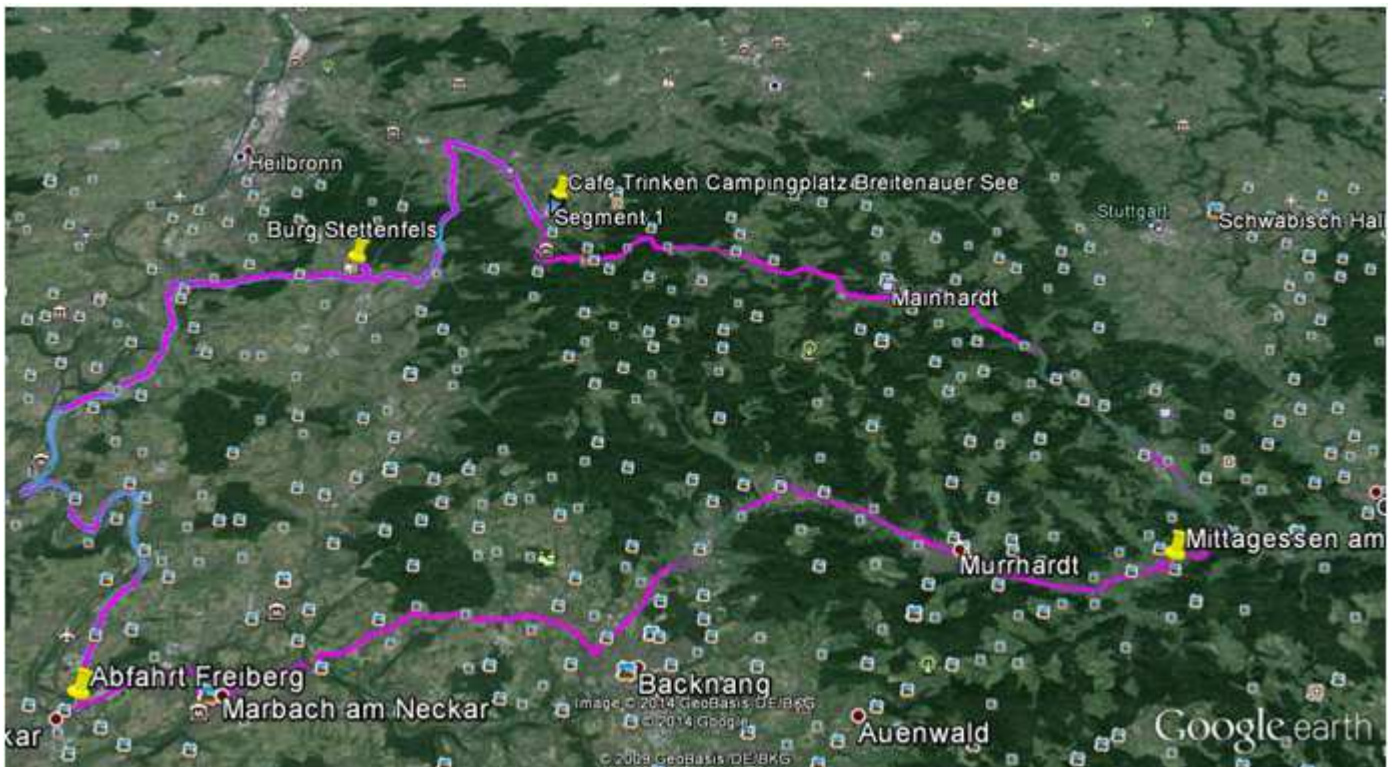 Heilbronn
Cafe Trinken Campingplatz Breitenauer See
Segment 1
Burg Stettenfels
Stuttgart
Schwäbisch Hall
Mainhardt
Mittagessen am
Murrhardt
Abfahrt Freiberg
Marbach am Neckar
kar
Backnang
Image © 2014 GeoBasis-DE/BKG
© 2014 Google
Auenwald
Google earth
© 2009 GeoBasis-DE/BKG